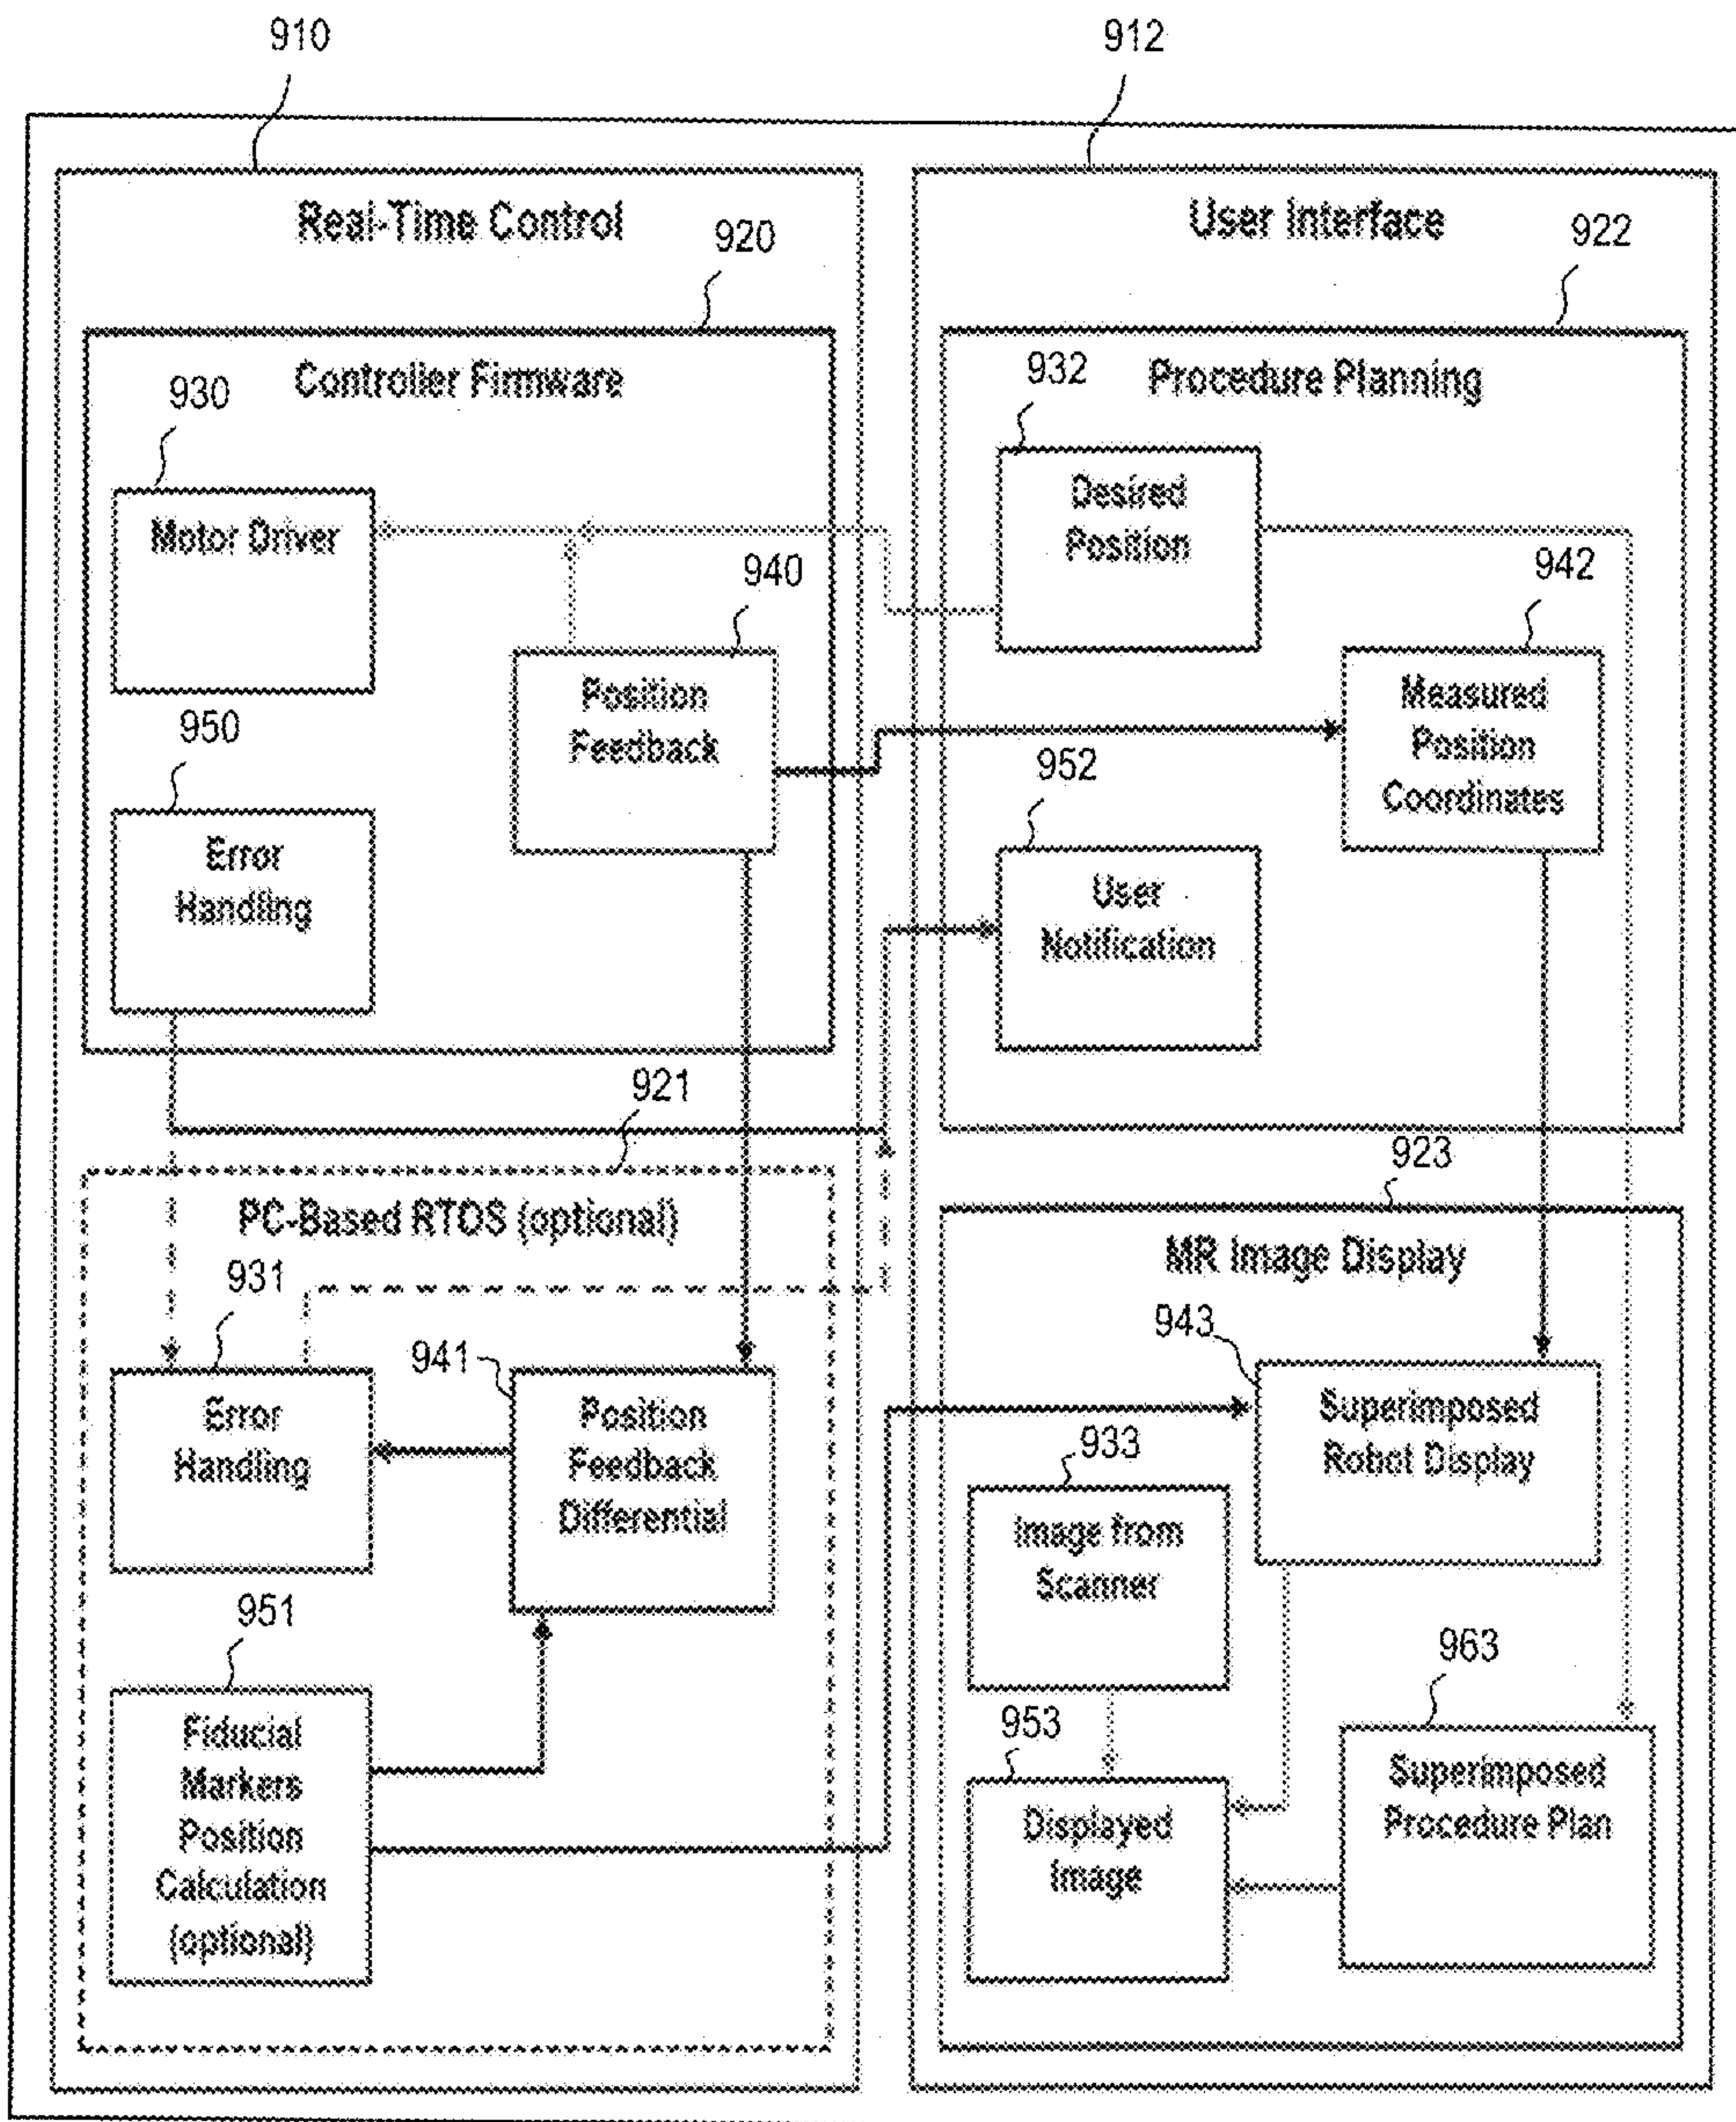 910
912
Real-Time Control
920
Controller Firmware
930
Motor Driver
940
Position
Feedback
950
Error
Handling
921
PC-Based RTOS (optional)
931
Error
Handling
941
Position
Feedback
Differential
951
Fiducial
Markers
Position
Calculation
(optional)
User Interface
922
Procedure Planning
932
Desired
Position
942
Measured
Position
Coordinates
952
User
Notification
923
MR Image Display
943
Superimposed
Robot Display
933
Image from
Scanner
963
Superimposed
Procedure Plan
953
Displayed
Image